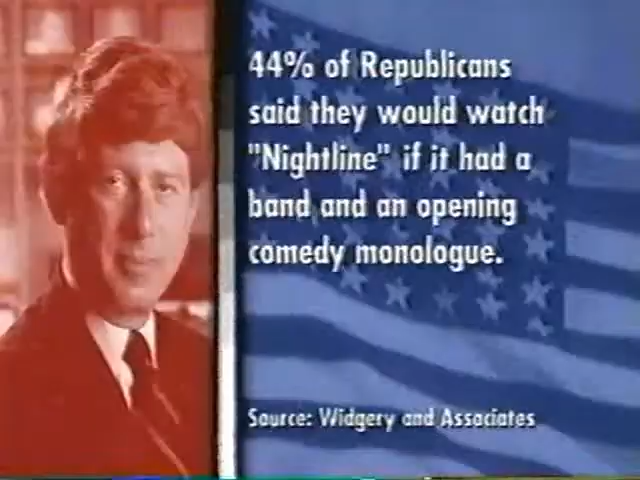 44% of Republicans
said they would watch
"Nightline" if it had a
band and an opening
comedy monologue.
Source: Widgery and Associates